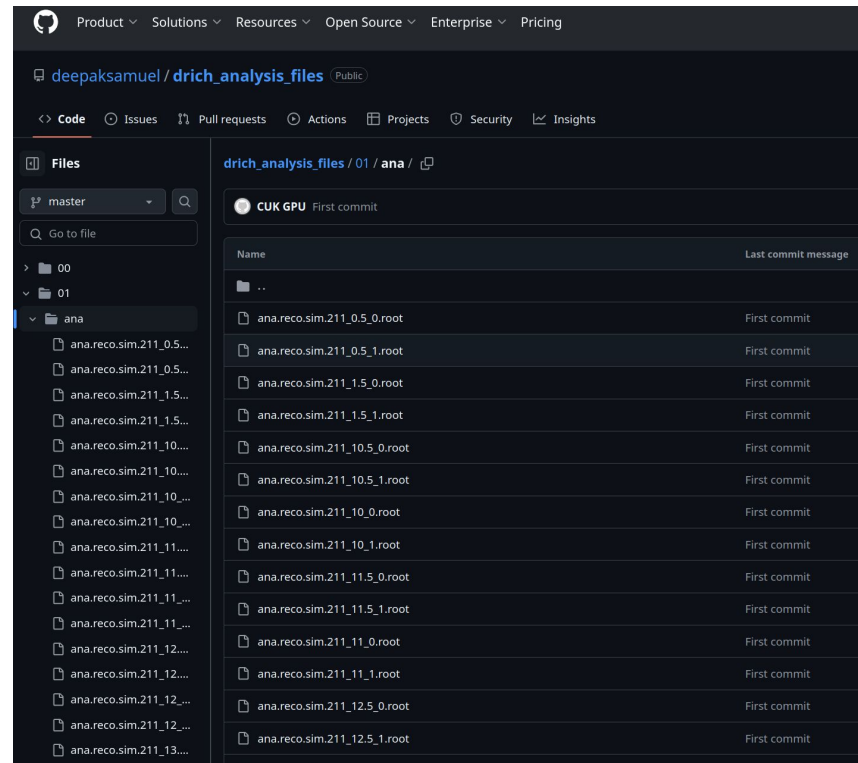 Product Solutions Resources Open Source Enterprise Pricing
deepaksamuel / drich_analysis_files Public
<> Code Issues Pull requests Actions Projects Security Insights
Files
master
Go to file
00
01
ana
ana.reco.sim.211_0.5...
ana.reco.sim.211_0.5...
ana.reco.sim.211_1.5...
ana.reco.sim.211_1.5...
ana.reco.sim.211_10....
ana.reco.sim.211_10....
ana.reco.sim.211_10_...
ana.reco.sim.211_10_...
ana.reco.sim.211_11....
ana.reco.sim.211_11....
ana.reco.sim.211_11_...
ana.reco.sim.211_11_...
ana.reco.sim.211_12....
ana.reco.sim.211_12....
ana.reco.sim.211_12_...
ana.reco.sim.211_12_...
ana.reco.sim.211_13....
drich_analysis_files / 01 / ana /
CUK GPU First commit
Name Last commit message
..
ana.reco.sim.211_0.5_0.root First commit
ana.reco.sim.211_0.5_1.root First commit
ana.reco.sim.211_1.5_0.root First commit
ana.reco.sim.211_1.5_1.root First commit
ana.reco.sim.211_10.5_0.root First commit
ana.reco.sim.211_10.5_1.root First commit
ana.reco.sim.211_10_0.root First commit
ana.reco.sim.211_10_1.root First commit
ana.reco.sim.211_11.5_0.root First commit
ana.reco.sim.211_11.5_1.root First commit
ana.reco.sim.211_11_0.root First commit
ana.reco.sim.211_11_1.root First commit
ana.reco.sim.211_12.5_0.root First commit
ana.reco.sim.211_12.5_1.root First commit